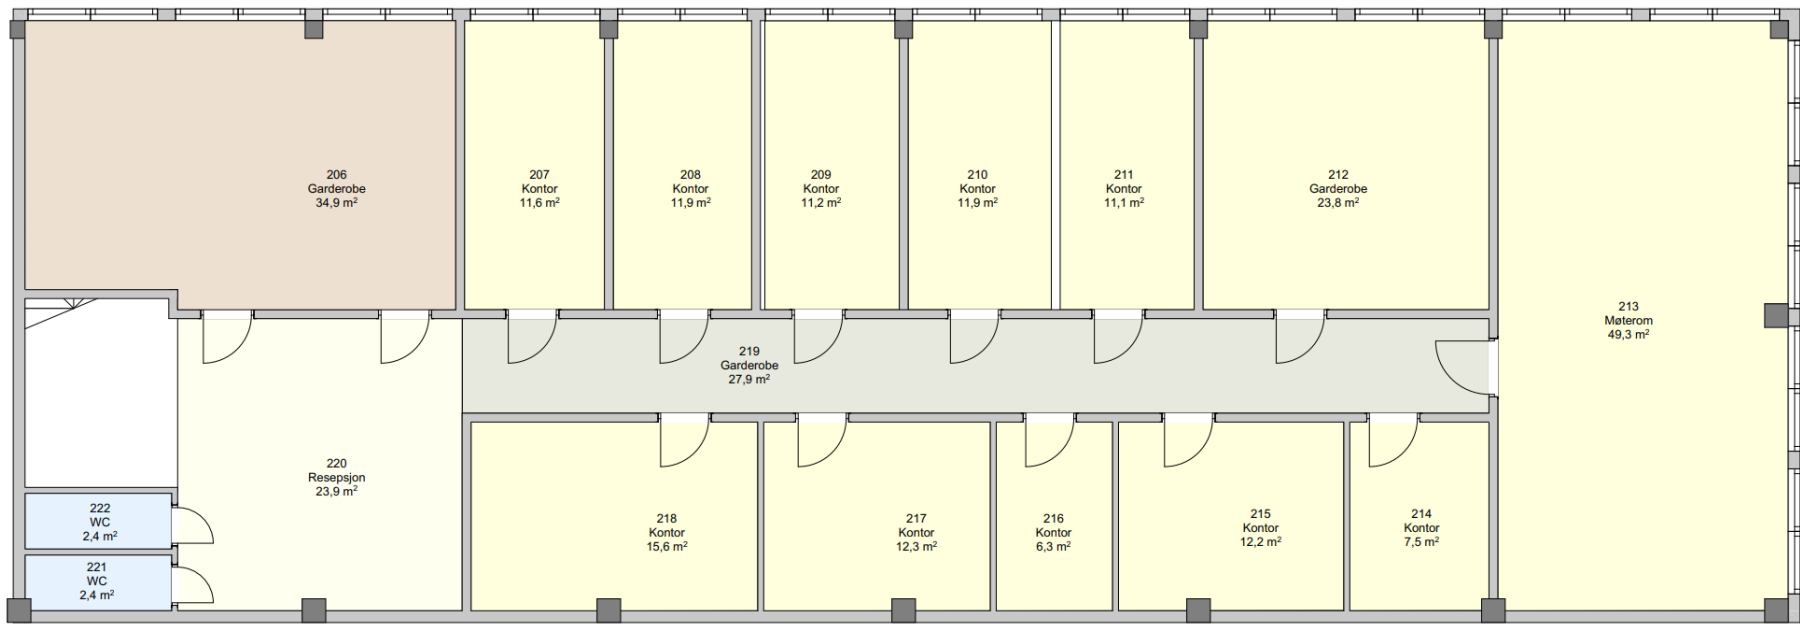 206
Garderobe
34,9 m²
207
Kontor
11,6 m²
208
Kontor
11,9 m²
209
Kontor
11,2 m²
210
Kontor
11,9 m²
211
Kontor
11,1 m²
212
Garderobe
23,8 m²
213
Møterom
49,3 m²
219
Garderobe
27,9 m²
220
Resepsjon
23,9 m²
222
WC
2,4 m²
221
WC
2,4 m²
218
Kontor
15,6 m²
217
Kontor
12,3 m²
216
Kontor
6,3 m²
215
Kontor
12,2 m²
214
Kontor
7,5 m²